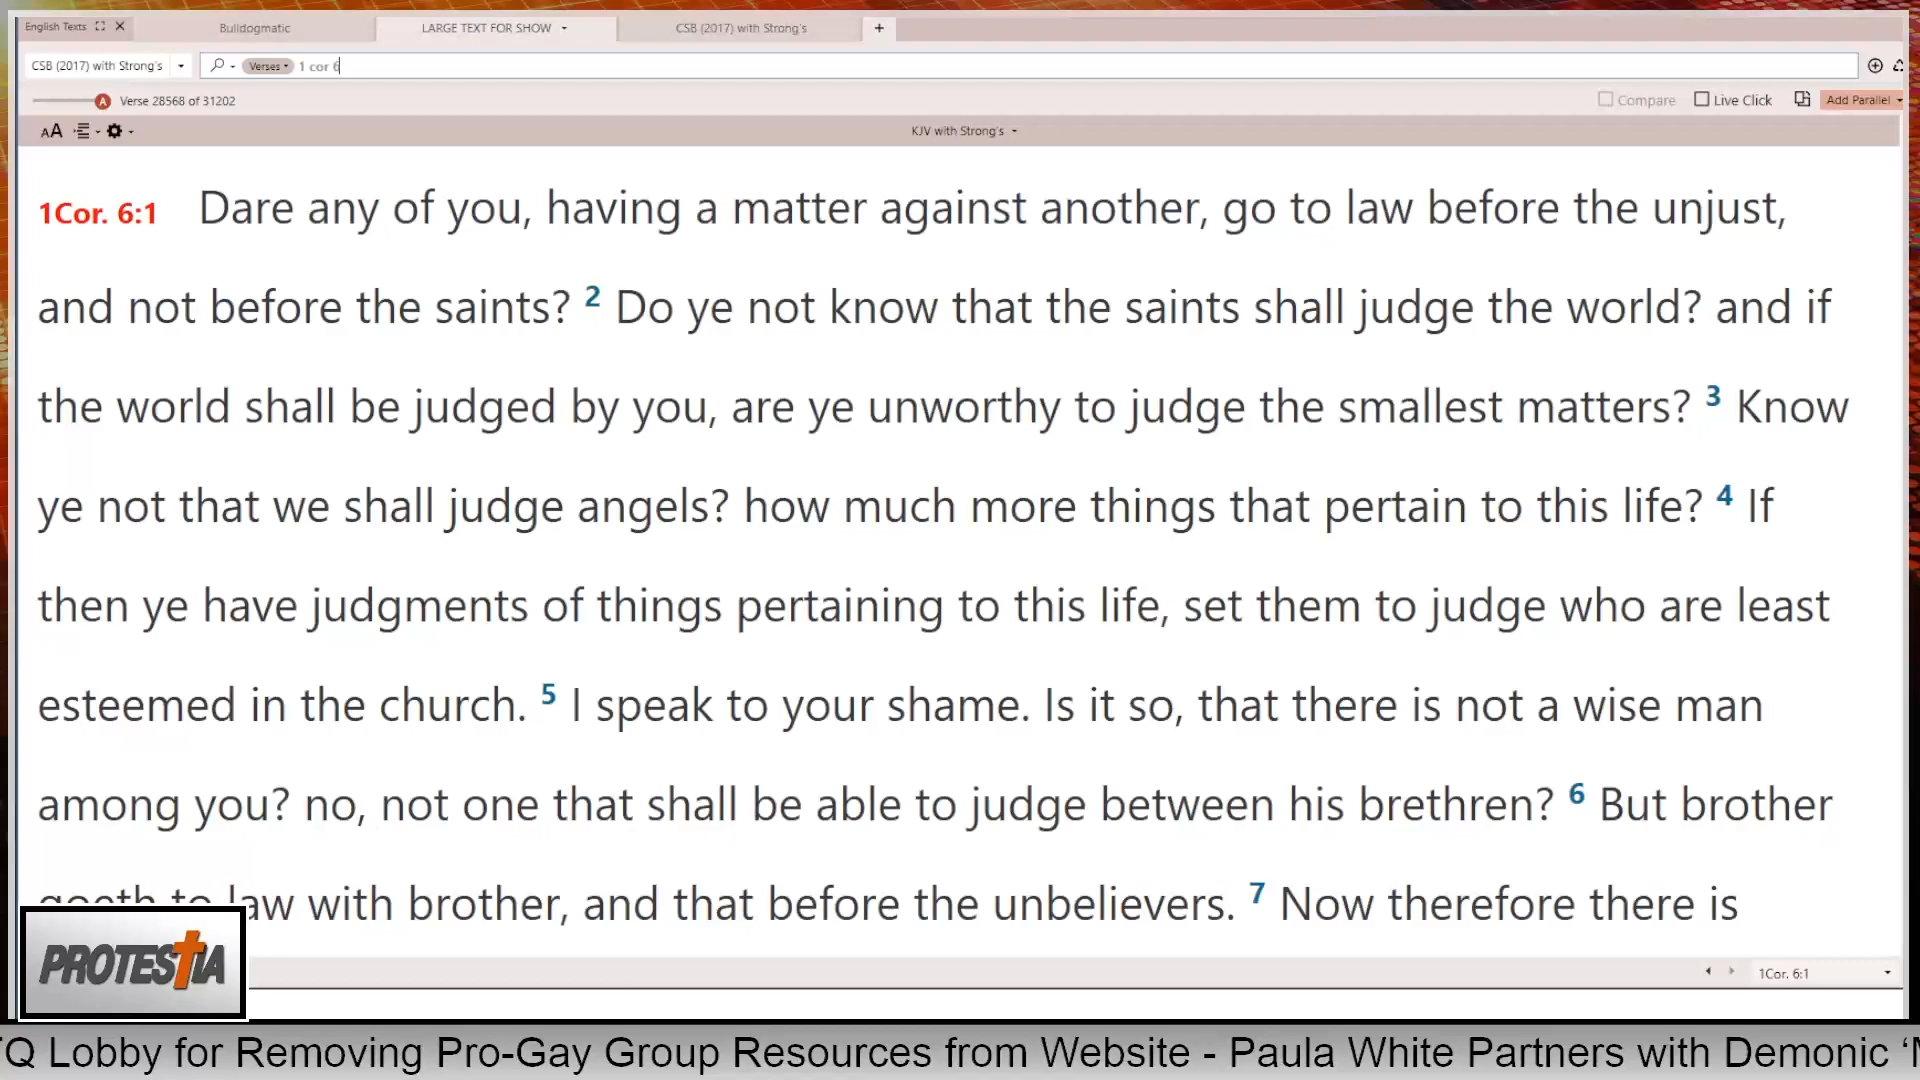 English Texts
Bulldogmatic
LARGE TEXT FOR SHOW
CSB (2017) with Strong's
+
CSB (2017) with Strong's
Verses
1 cor 6
A
Verse 28568 of 31202
Compare
Live Click
Add Parallel
AA
KJV with Strong's
1Cor. 6:1 Dare any of you, having a matter against another, go to law before the unjust,
and not before the saints? 2 Do ye not know that the saints shall judge the world? and if
the world shall be judged by you, are ye unworthy to judge the smallest matters? 3 Know
ye not that we shall judge angels? how much more things that pertain to this life? 4 If
then ye have judgments of things pertaining to this life, set them to judge who are least
esteemed in the church. 5 I speak to your shame. Is it so, that there is not a wise man
among you? no, not one that shall be able to judge between his brethren? 6 But brother
goeth to law with brother, and that before the unbelievers. 7 Now therefore there is
PROTESTIA
1Cor. 6:1
TQ Lobby for Removing Pro-Gay Group Resources from Website - Paula White Partners with Demonic ‘